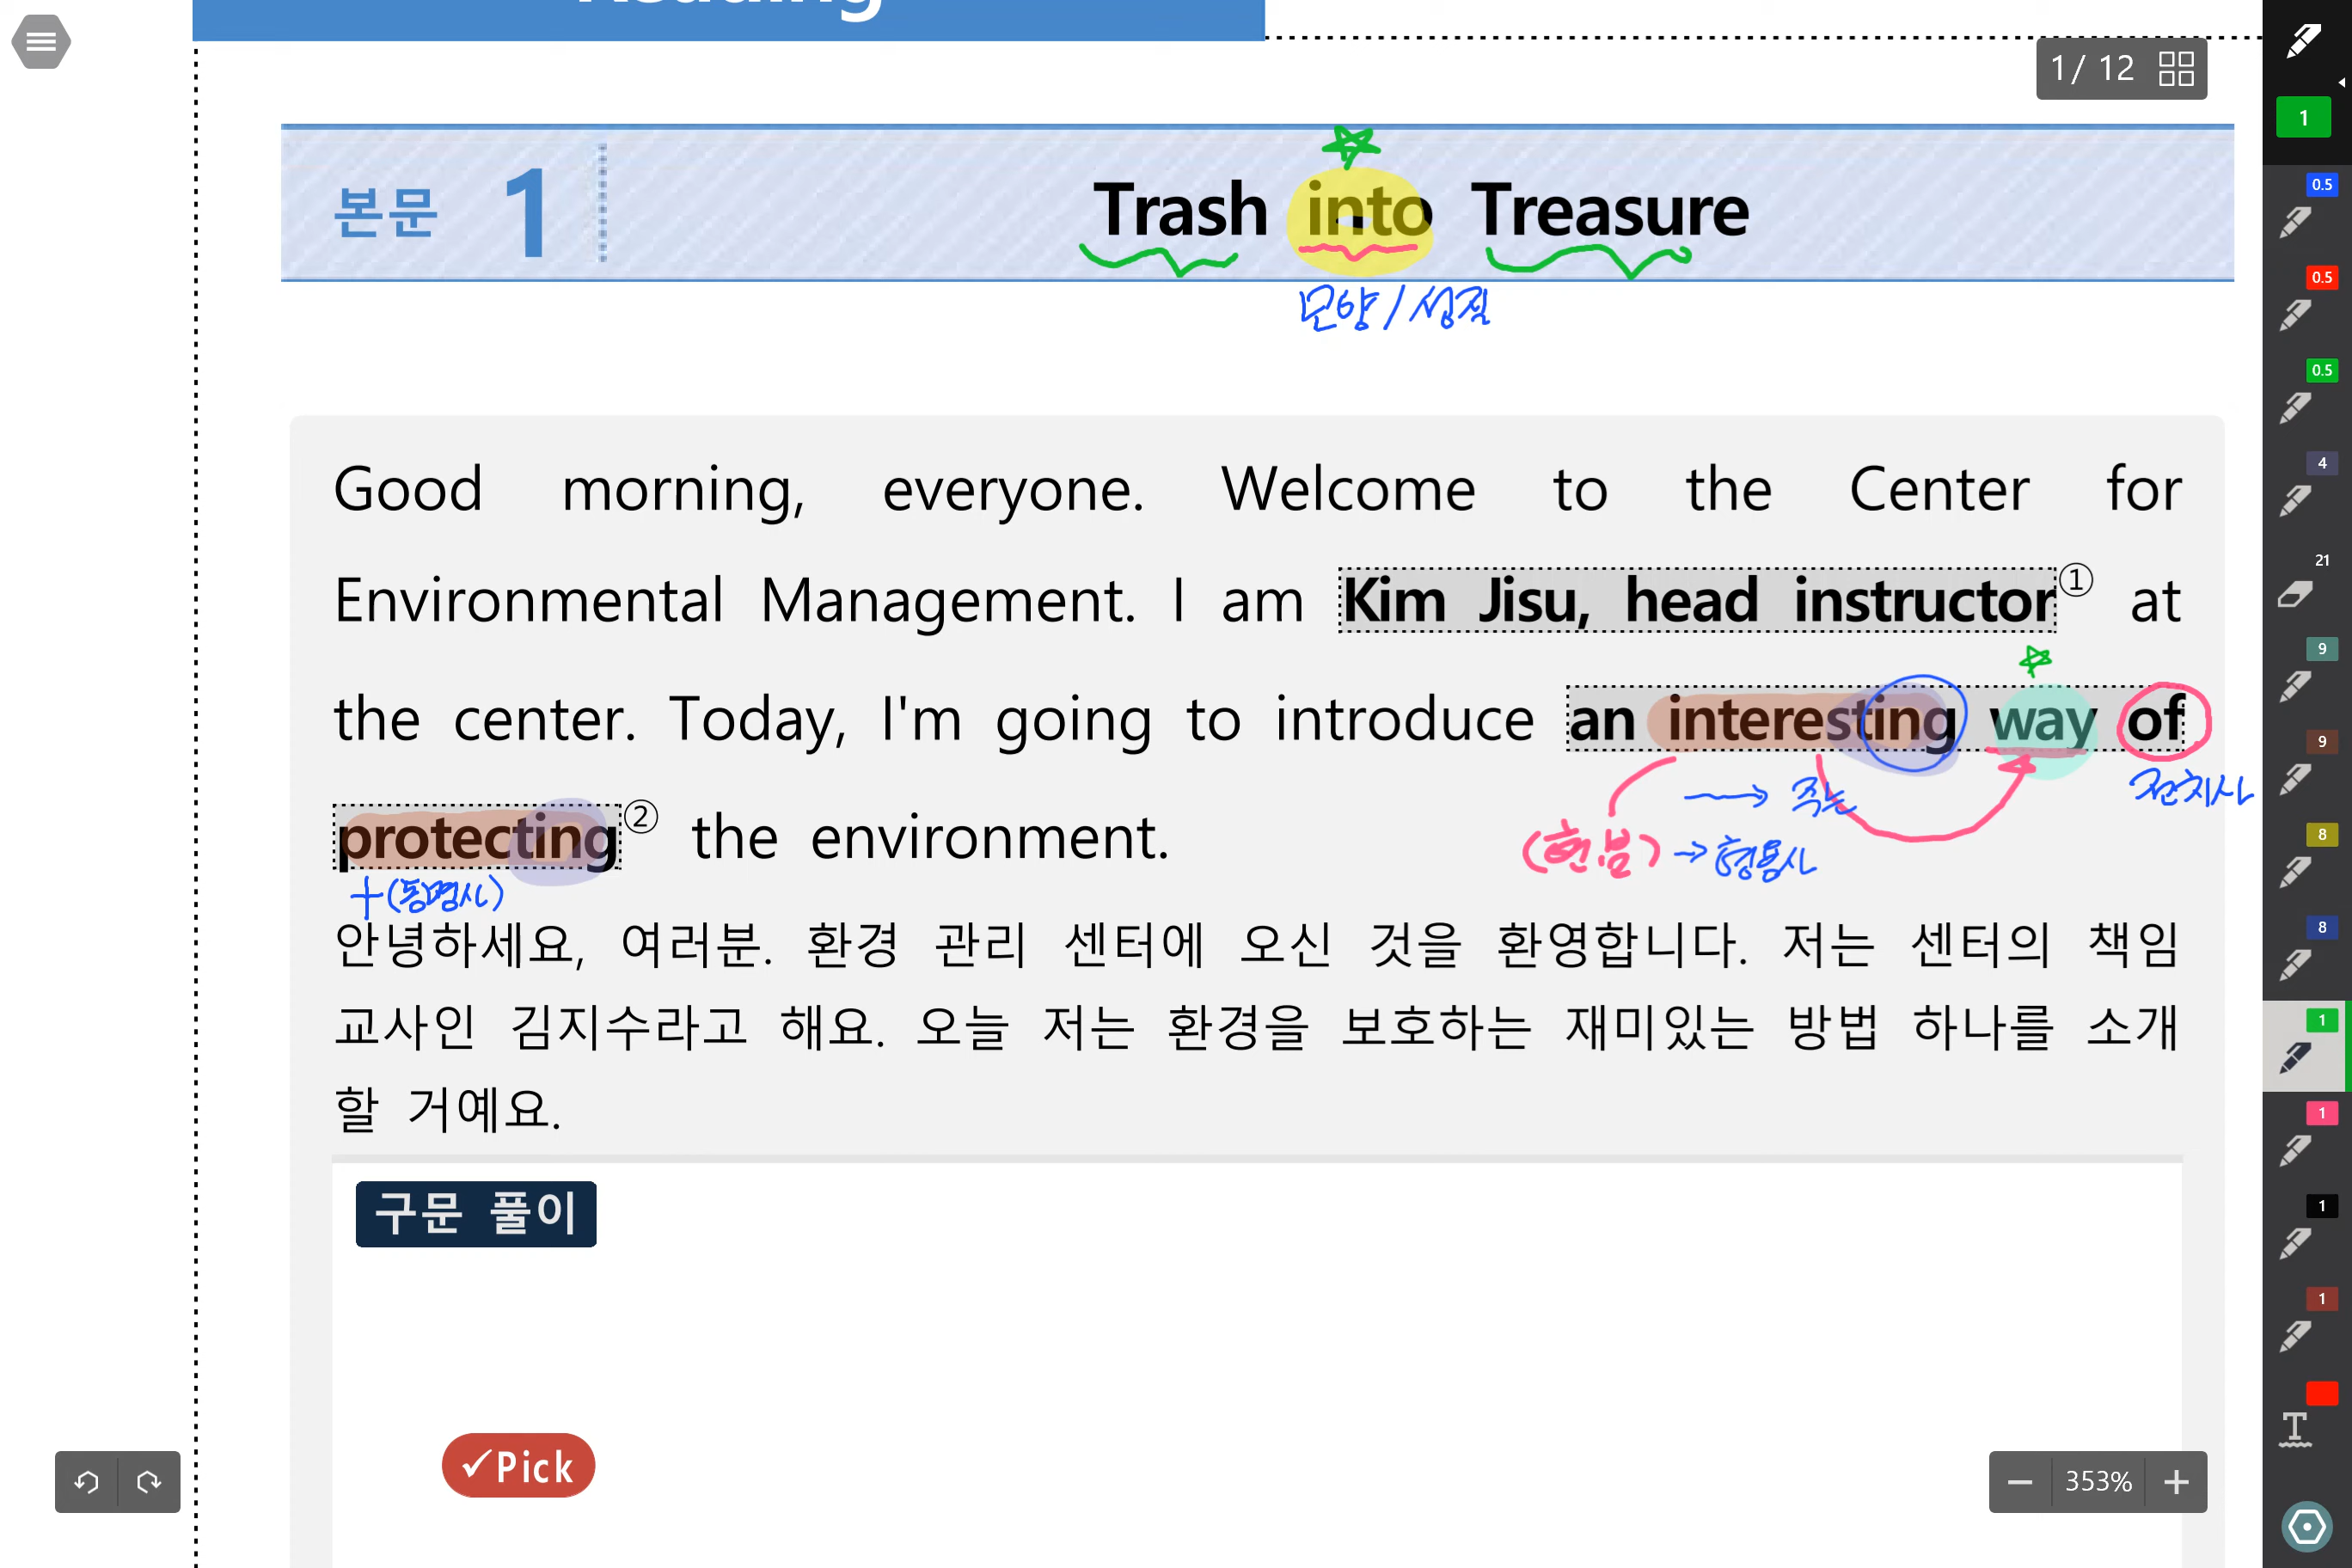 Reading
1/ 12
본문 1
Trash into Treasure
모양/성질
Good morning, everyone. Welcome to the Center for
Environmental Management. I am Kim Jisu, head instructor① at
the center. Today, I'm going to introduce an interesting way of
→ 주는
전치사
protecting② the environment.
(현.분) → 형용사
+(동명사)
안녕하세요, 여러분. 환경 관리 센터에 오신 것을 환영합니다. 저는 센터의 책임
교사인 김지수라고 해요. 오늘 저는 환경을 보호하는 재미있는 방법 하나를 소개
할 거예요.
구문 풀이
✓Pick
353%
1
0.5
0.5
0.5
4
21
9
9
8
8
1
1
1
1
T